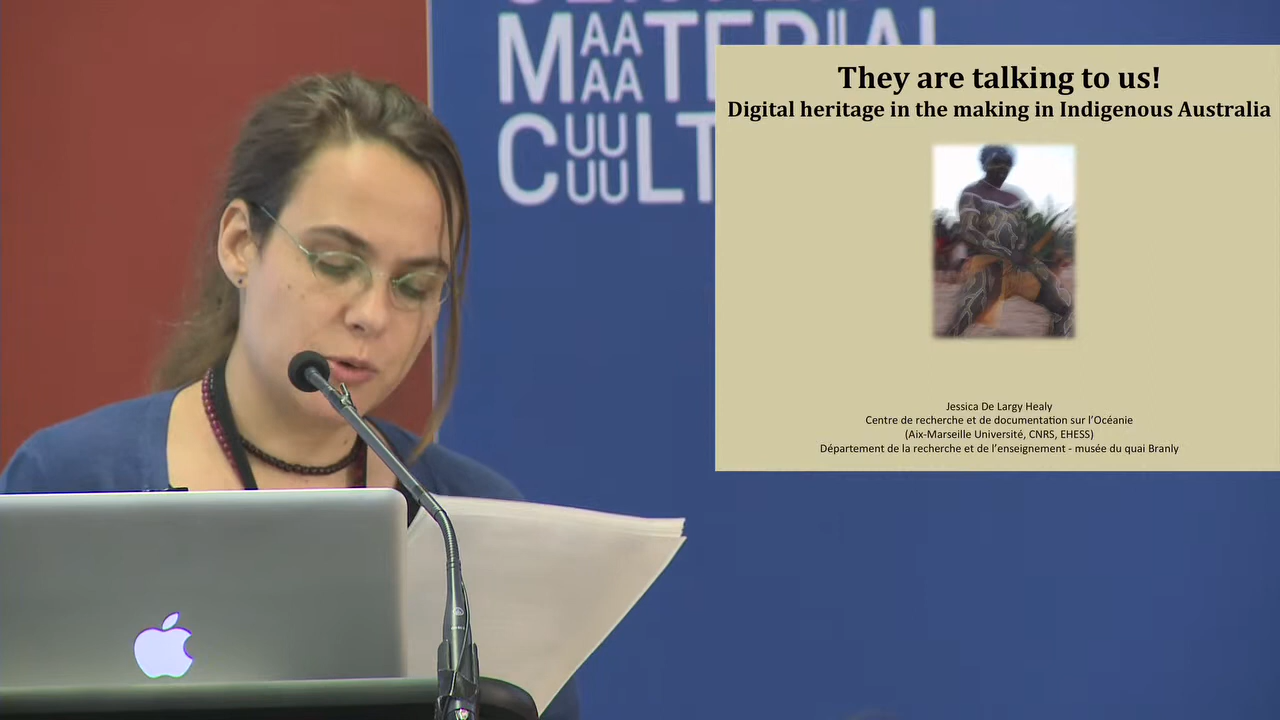 MAAAATERIAL
CUUUUULT
They are talking to us!
Digital heritage in the making in Indigenous Australia
Jessica De Largy Healy
Centre de recherche et de documentation sur l'Océanie
(Aix-Marseille Université, CNRS, EHESS)
Département de la recherche et de l'enseignement - musée du quai Branly